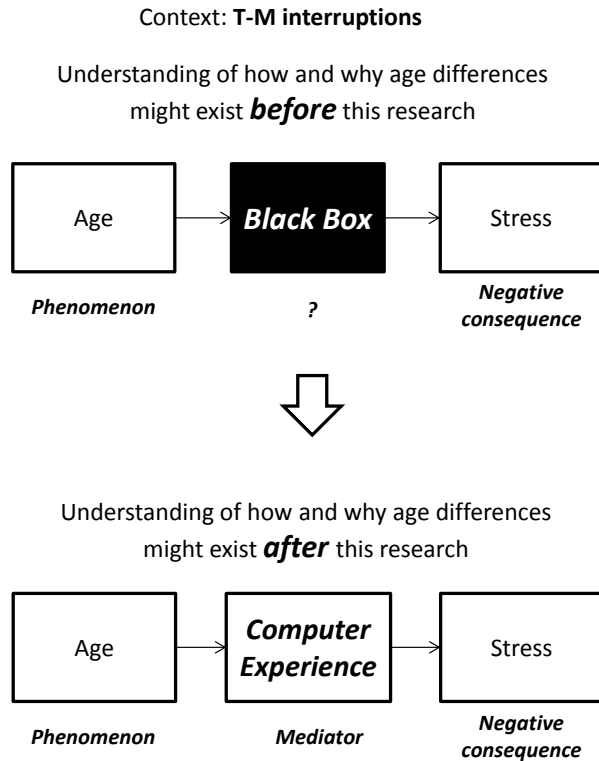 Context: T-M interruptions
Understanding of how and why age differences
might exist before this research
Age
Black Box
Stress
Phenomenon
?
Negative
consequence
Understanding of how and why age differences
might exist after this research
Age
Computer
Experience
Stress
Phenomenon
Mediator
Negative
consequence